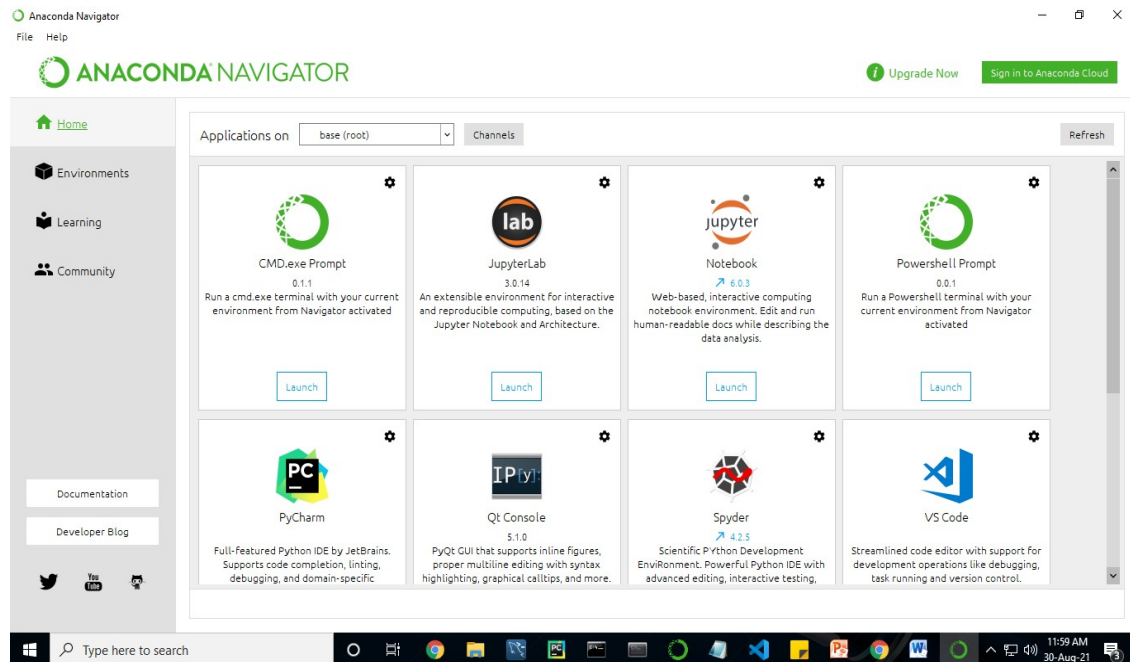 Anaconda Navigator
File Help
ANACONDA NAVIGATOR
Upgrade Now
Sign in to Anaconda Cloud
Home
Environments
Learning
Community
Documentation
Developer Blog
You
Tube
Applications on
base (root)
Channels
Refresh
CMD.exe Prompt
0.1.1
Run a cmd.exe terminal with your current
environment from Navigator activated
Launch
lab
JupyterLab
3.0.14
An extensible environment for interactive
and reproducible computing, based on the
Jupyter Notebook and Architecture.
Launch
jupyter
Notebook
6.0.3
Web-based, interactive computing
notebook environment. Edit and run
human-readable docs while describing the
data analysis.
Launch
Powershell Prompt
0.0.1
Run a Powershell terminal with your
current environment from Navigator
activated
Launch
PC
PyCharm
Full-featured Python IDE by JetBrains.
Supports code completion, linting,
debugging, and domain-specific
IP[y]:
Qt Console
5.1.0
PyQt GUI that supports inline figures,
proper multiline editing with syntax
highlighting, graphical calltips, and more.
Spyder
4.2.5
Scientific PYthon Development
EnviRonment. Powerful Python IDE with
advanced editing, interactive testing,
VS Code
Streamlined code editor with support for
development operations like debugging,
task running and version control.
Type here to search
11:59 AM
30-Aug-21
3